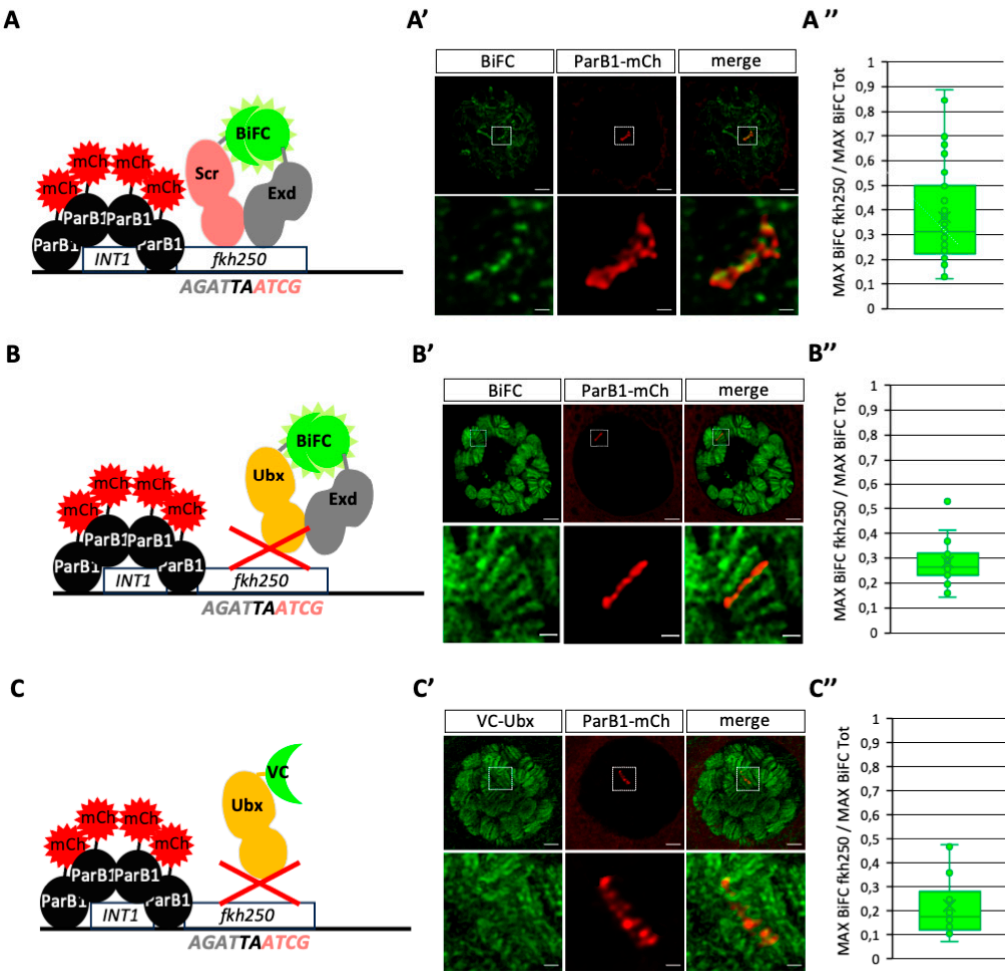 A
A′
A″
mCh
mCh
mCh
mCh
ParB1
ParB1
ParB1
ParB1
Scr
BiFC
Exd
INT1
fkh250
AGATTAATCG
BiFC
ParB1-mCh
merge
MAX BiFC fkh250 / MAX BiFC Tot
1
0,9
0,8
0,7
0,6
0,5
0,4
0,3
0,2
0,1
0
B
B′
B″
mCh
mCh
mCh
mCh
ParB1
ParB1
ParB1
ParB1
Ubx
BiFC
Exd
INT1
fkh250
AGATTAATCG
BiFC
ParB1-mCh
merge
MAX BiFC fkh250 / MAX BiFC Tot
1
0,9
0,8
0,7
0,6
0,5
0,4
0,3
0,2
0,1
0
C
C′
C″
mCh
mCh
mCh
mCh
ParB1
ParB1
ParB1
ParB1
Ubx
VC
INT1
fkh250
AGATTAATCG
VC-Ubx
ParB1-mCh
merge
MAX BiFC fkh250 / MAX BiFC Tot
1
0,9
0,8
0,7
0,6
0,5
0,4
0,3
0,2
0,1
0